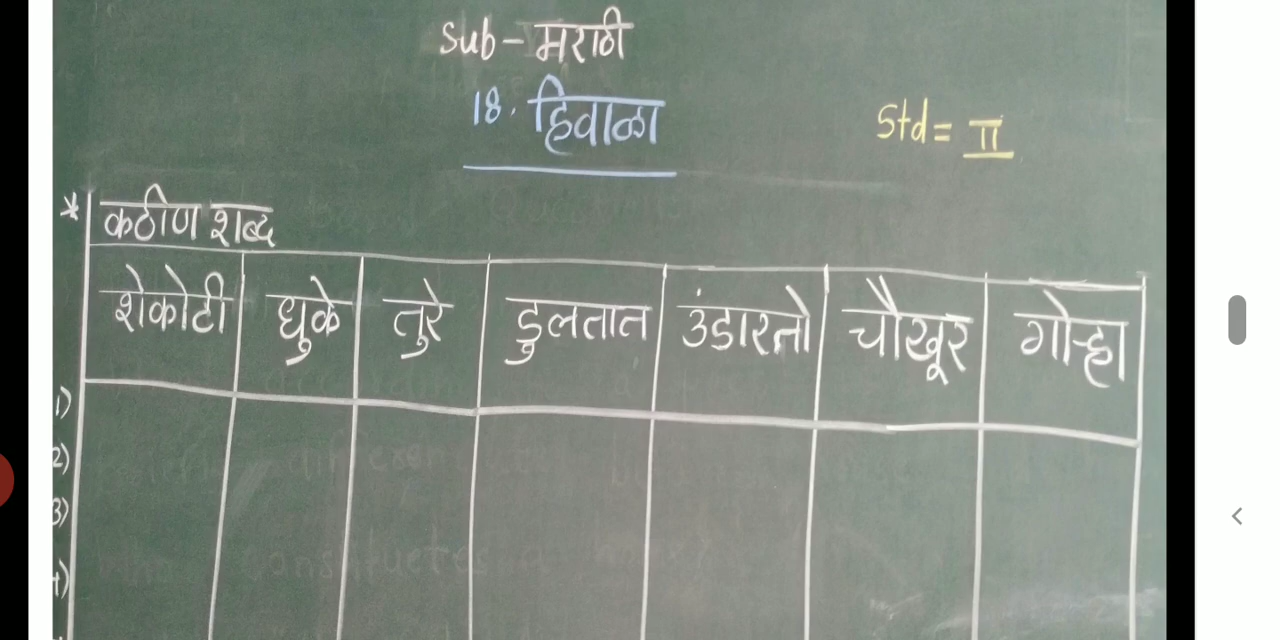 Sub - मराठी
18. हिवाळा
Std = II
* कठीण शब्द
शेकोटी धुके तुरे डुलतात उंडारतो चौखूर गोऱ्हा
1)
2)
3)
4)